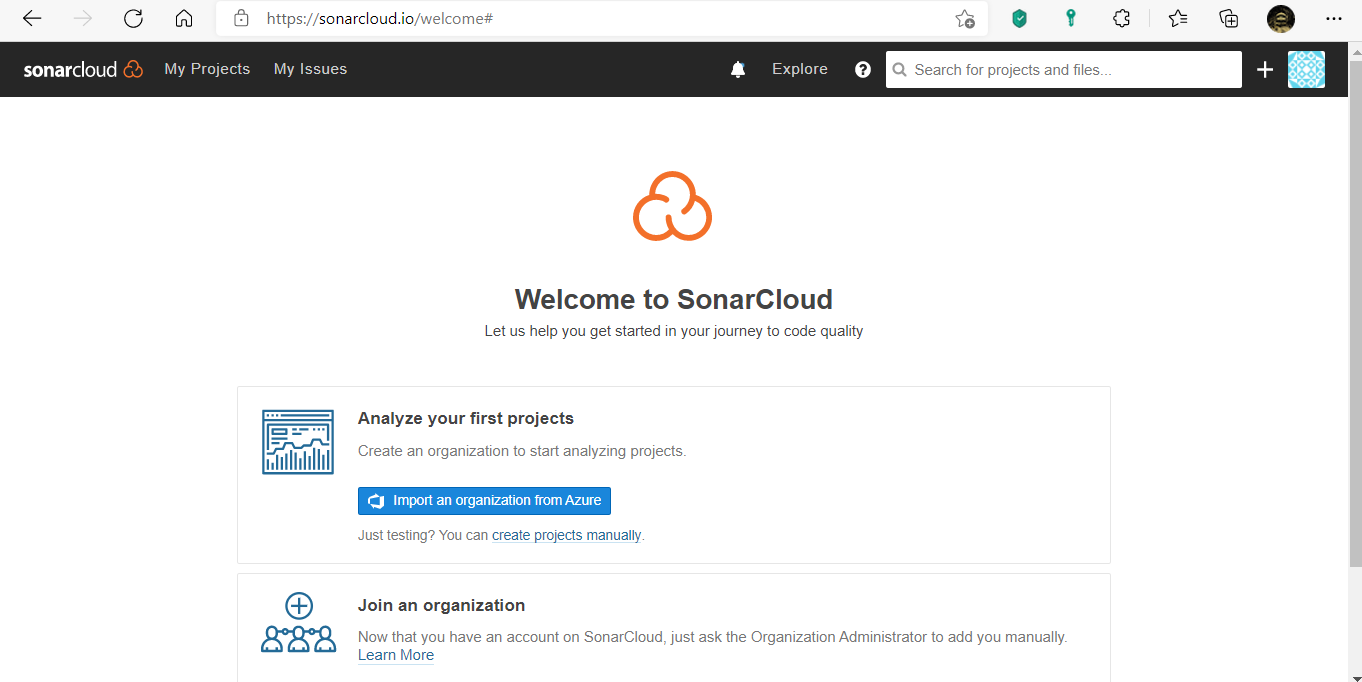 https://sonarcloud.io/welcome#
sonarcloud My Projects My Issues Explore ? Search for projects and files...
Welcome to SonarCloud
Let us help you get started in your journey to code quality
Analyze your first projects
Create an organization to start analyzing projects.
Import an organization from Azure
Just testing? You can create projects manually.
Join an organization
Now that you have an account on SonarCloud, just ask the Organization Administrator to add you manually.
Learn More